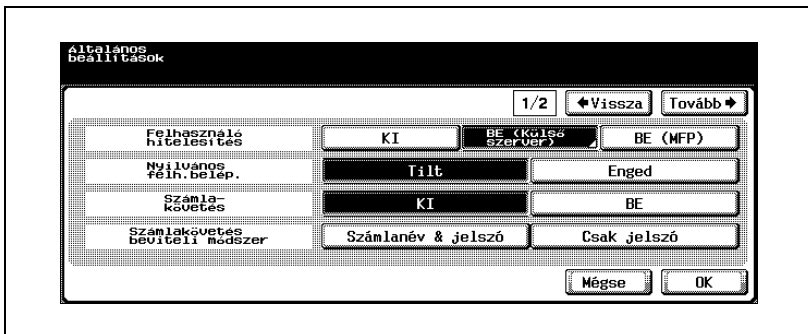 Általános
beállítások
1/2 Vissza Tovább
Felhasználó
hitelesítés
KI BE (Külső
szerver) BE (MFP)
Nyilvános
felh.belép.
Tilt Enged
Számla-
követés
KI BE
Számlakövetés
beviteli módszer
Számlanév & jelszó Csak jelszó
Mégse OK